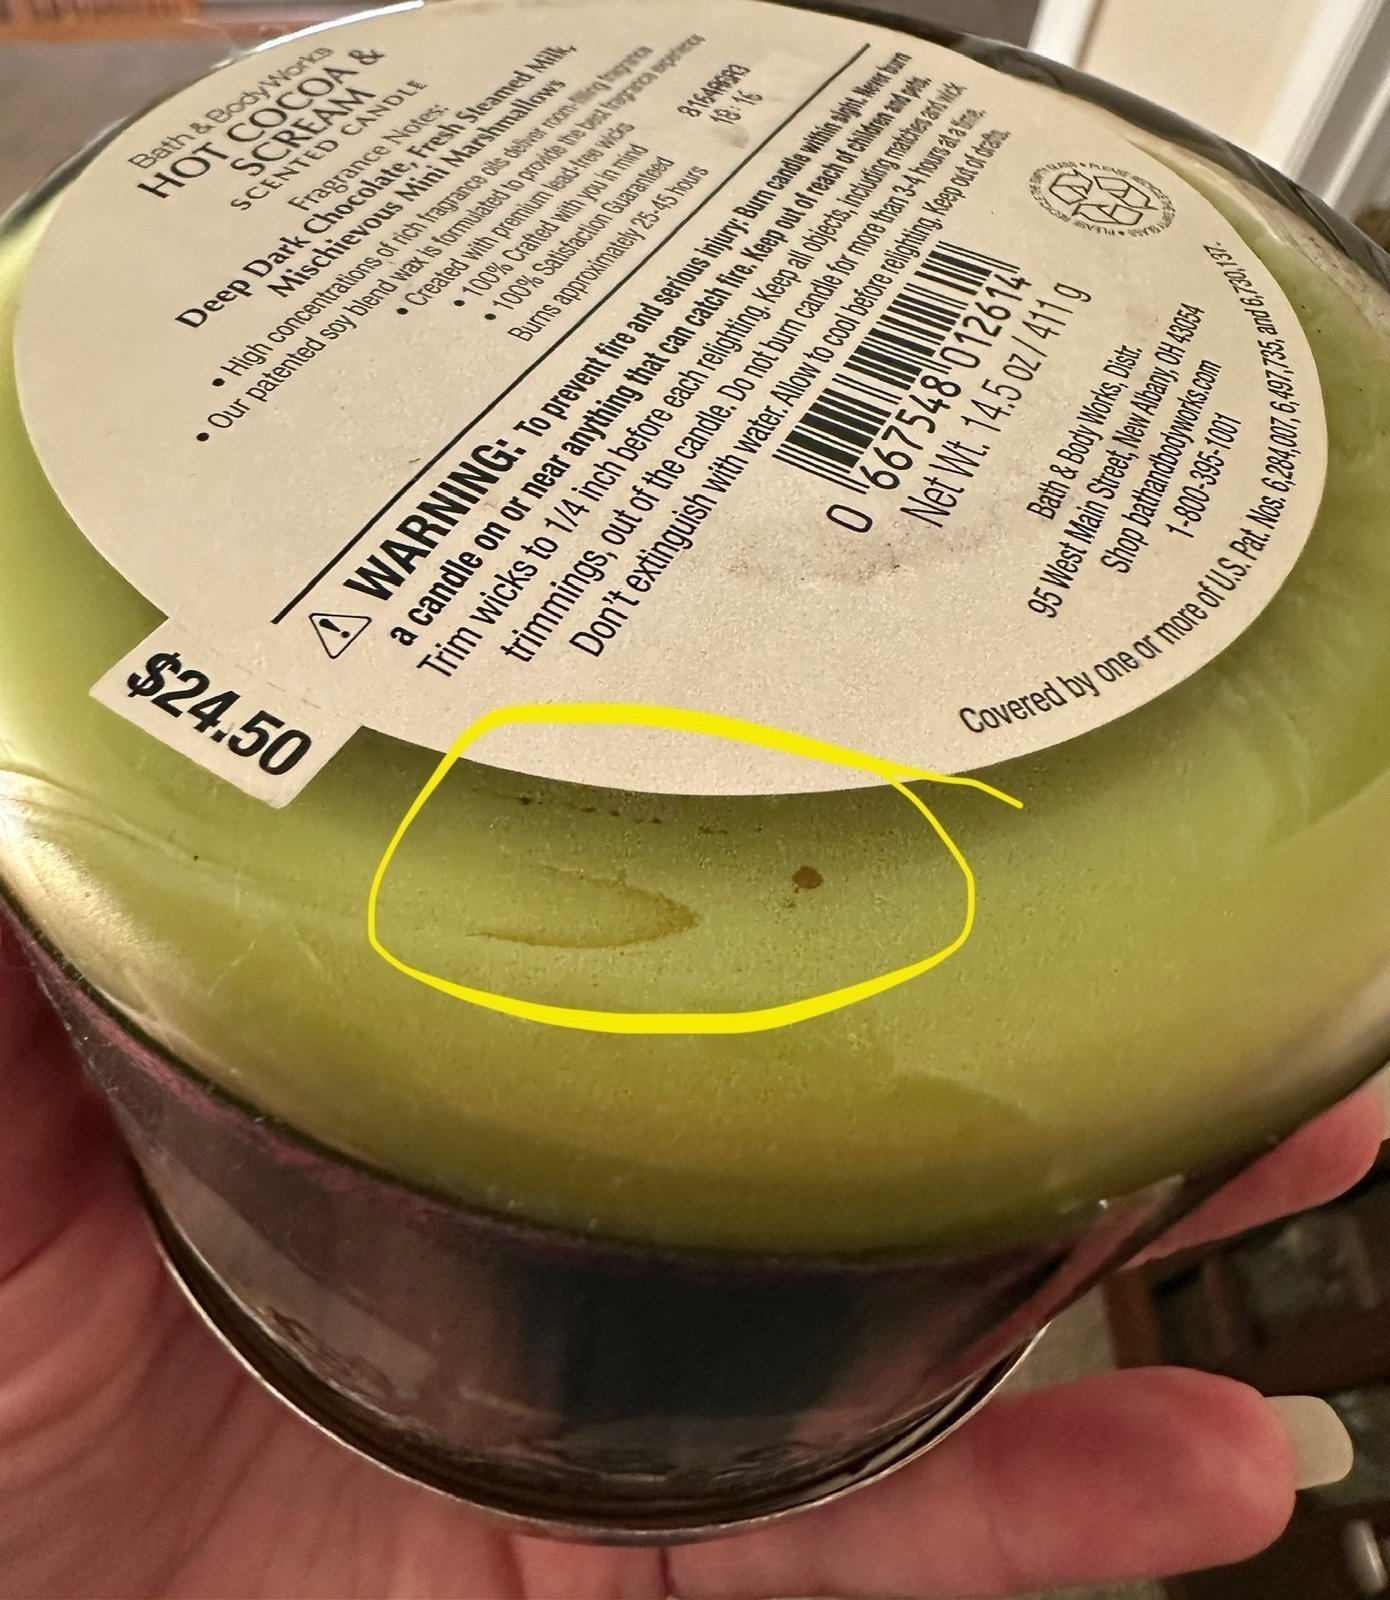 Bath & Body Works
HOT COCOA &
SCREAM
SCENTED CANDLE
Fragrance Notes:
Deep Dark Chocolate, Fresh Steamed Milk,
Mischievous Mini Marshmallows
• High concentrations of rich fragrance oils deliver room-filling fragrance
• Our patented soy blend wax is formulated to provide the best fragrance experience
• Created with premium lead-free wicks
• 100% Crafted with you in mind
• 100% Satisfaction Guaranteed
Burns approximately 25-45 hours
18:16
WARNING: To prevent fire and serious injury: Burn candle within sight. Never burn
a candle on or near anything that can catch fire. Keep out of reach of children and pets.
Trim wicks to 1/4 inch before each relighting. Keep all objects, including matches and wick
trimmings, out of the candle. Do not burn candle for more than 3-4 hours at a time.
Don't extinguish with water. Allow to cool before relighting. Keep out of drafts.
0 667548 012614
Net Wt. 14.5 oz / 411 g
Bath & Body Works, Distr.
95 West Main Street, New Albany, OH 43054
Shop bathandbodyworks.com
1-800-395-1001
Covered by one or more of U.S. Pat. Nos. 6,284,007, 6,497,735, and 6,730,137.
$24.50